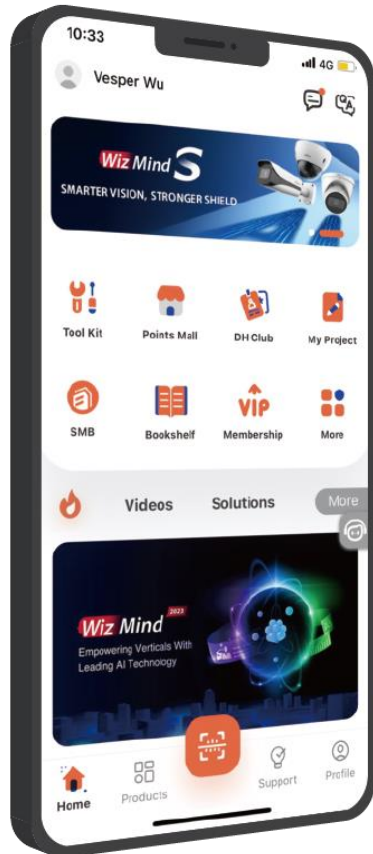 10:33
4G
Vesper Wu
QA
Wiz Mind S
SMARTER VISION, STRONGER SHIELD
Tool Kit
Points Mall
DH Club
My Project
SMB
Bookshelf
VIP
Membership
More
Videos
Solutions
More
Wiz Mind 2023
Empowering Verticals With
Leading AI Technology
Home
Products
Support
Profile